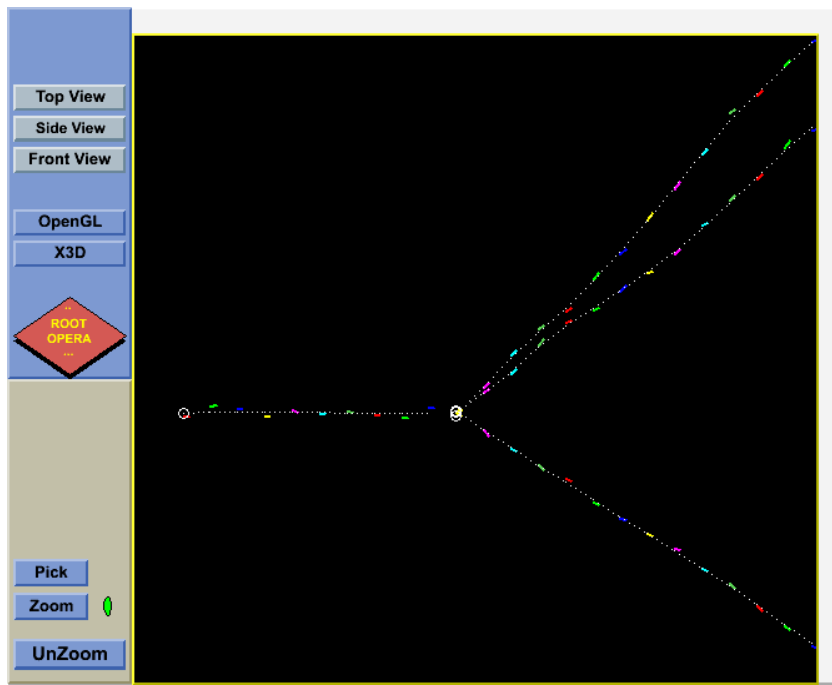 Top View
Side View
Front View
OpenGL
X3D
..
ROOT
OPERA
...
Pick
Zoom
UnZoom